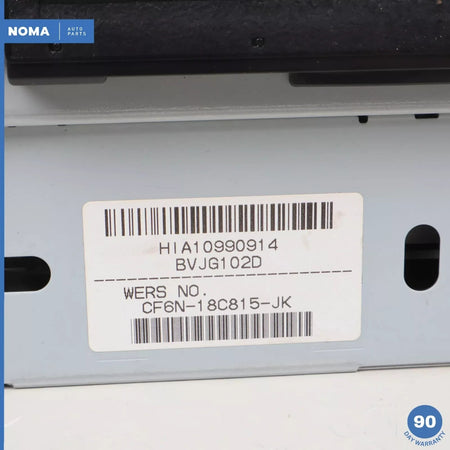 NOMA
AUTO
PARTS
HIA10990914
BVJG102D
WERS NO.
CF6N-18C815-JK
90
DAY WARRANTY